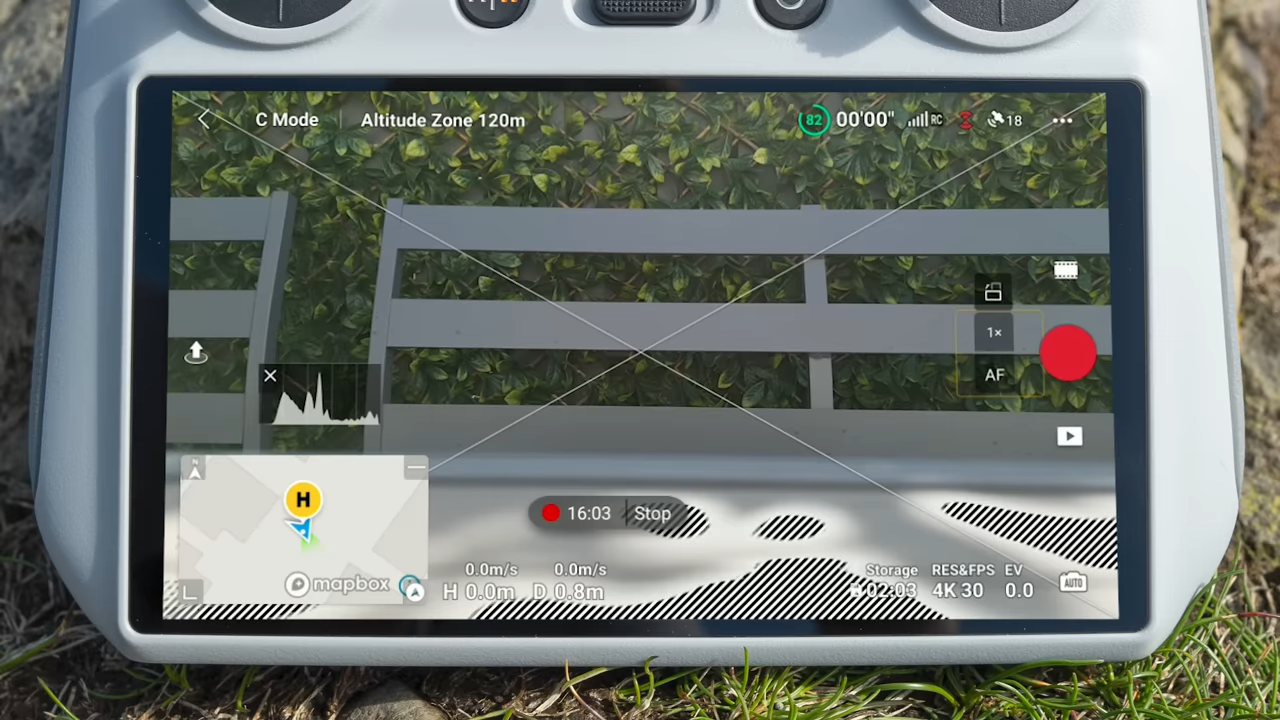 C Mode | Altitude Zone 120m
82 00'00" RC 18
1×
AF
N
H
16:03 | Stop
mapbox
0.0m/s 0.0m/s
H 0.0m D 0.8m
Storage RES&FPS EV
02:03 4K 30 0.0
AUTO